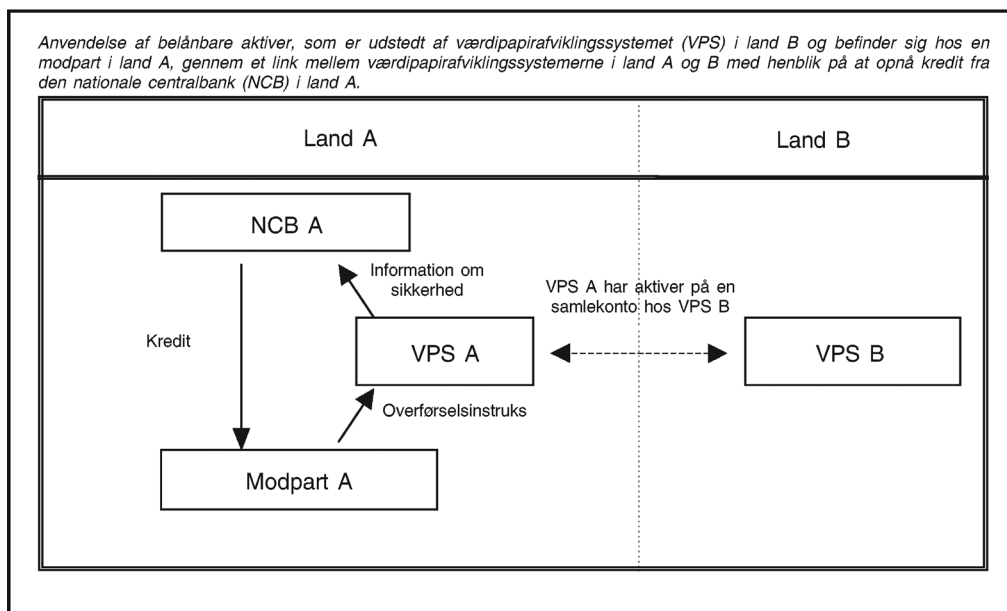 Anvendelse af belånbare aktiver, som er udstedt af værdipapirafviklingssystemet (VPS) i land B og befinder sig hos en
modpart i land A, gennem et link mellem værdipapirafviklingssystemerne i land A og B med henblik på at opnå kredit fra
den nationale centralbank (NCB) i land A.
Land A
Land B
NCB A
Information om
sikkerhed
VPS A har aktiver på en
samlekonto hos VPS B
Kredit
VPS A
VPS B
Overførselsinstruks
Modpart A